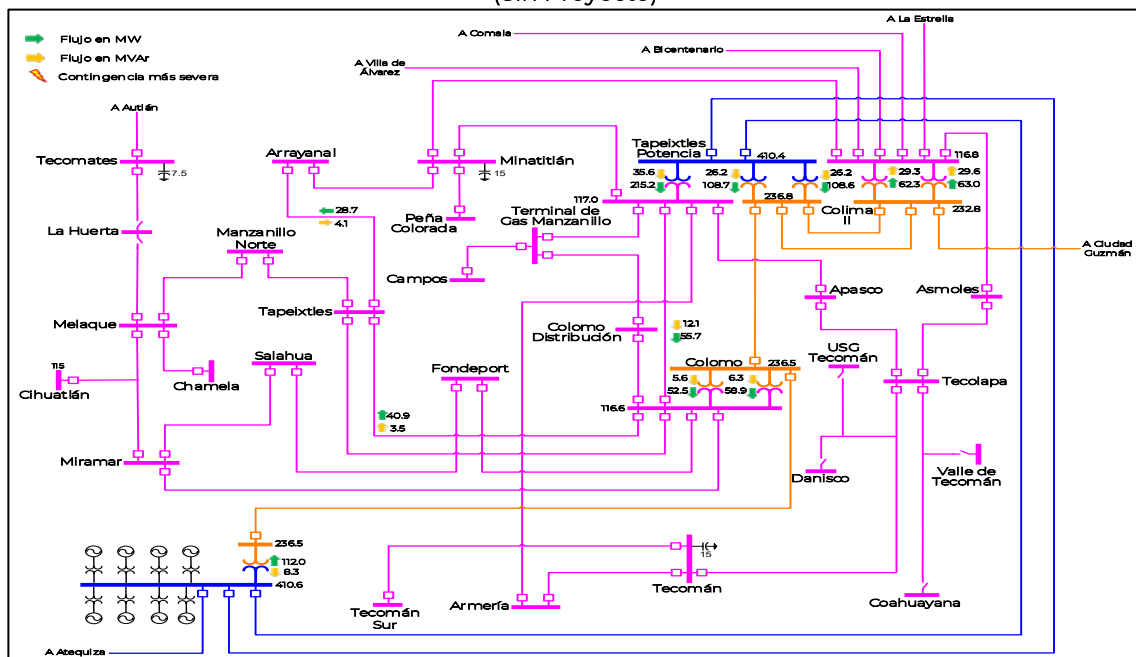 (Sin Proyecto)
Flujo en MW
Flujo en MVAr
Contingencia más severa
A La Estrella
A Comala
A Bicentenario
A Villa de
Álvarez
A Autlán
Tecomates
7.5
Arrayanal
Minatitlán
15
Tapeixtles
Potencia
410.4
116.8
35.6
26.2
26.2
29.3
29.6
215.2
108.7
108.6
62.3
63.0
117.0
236.8
Colima
II
232.8
28.7
4.1
Peña
Colorada
Terminal de
Gas Manzanillo
La Huerta
Manzanillo
Norte
A Ciudad
Guzmán
Campos
Apasco
Asmoles
Melaque
Tapeixtles
Colomo
Distribución
12.1
55.7
Salahua
Fondeport
Colomo
236.5
USG
Tecomán
115
Cihuatlán
Chamela
5.6
6.3
52.5
58.9
Tecolapa
116.6
40.9
3.5
Miramar
Danisco
Valle de
Tecomán
236.5
112.0
8.3
410.6
15
Tecomán
Tecomán
Sur
Armería
Coahuayana
A Atequiza